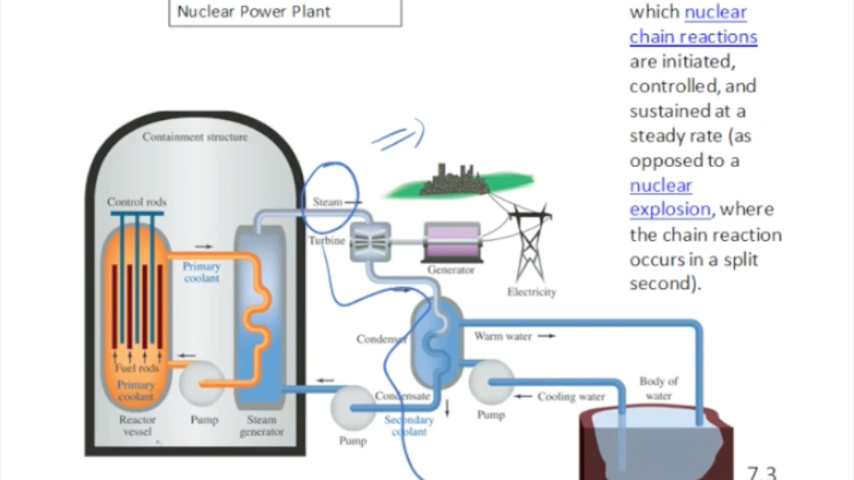 Nuclear Power Plant
which nuclear
chain reactions
are initiated,
controlled, and
sustained at a
steady rate (as
opposed to a
nuclear
explosion, where
the chain reaction
occurs in a split
second).
Containment structure
Control rods
Steam
Turbine
Generator
Electricity
Primary
coolant
Fuel rods
Primary
coolant
Reactor
vessel
Pump
Steam
generator
Condenser
Warm water
Condensate
Secondary
coolant
Pump
Pump
Cooling water
Body of
water
7.3